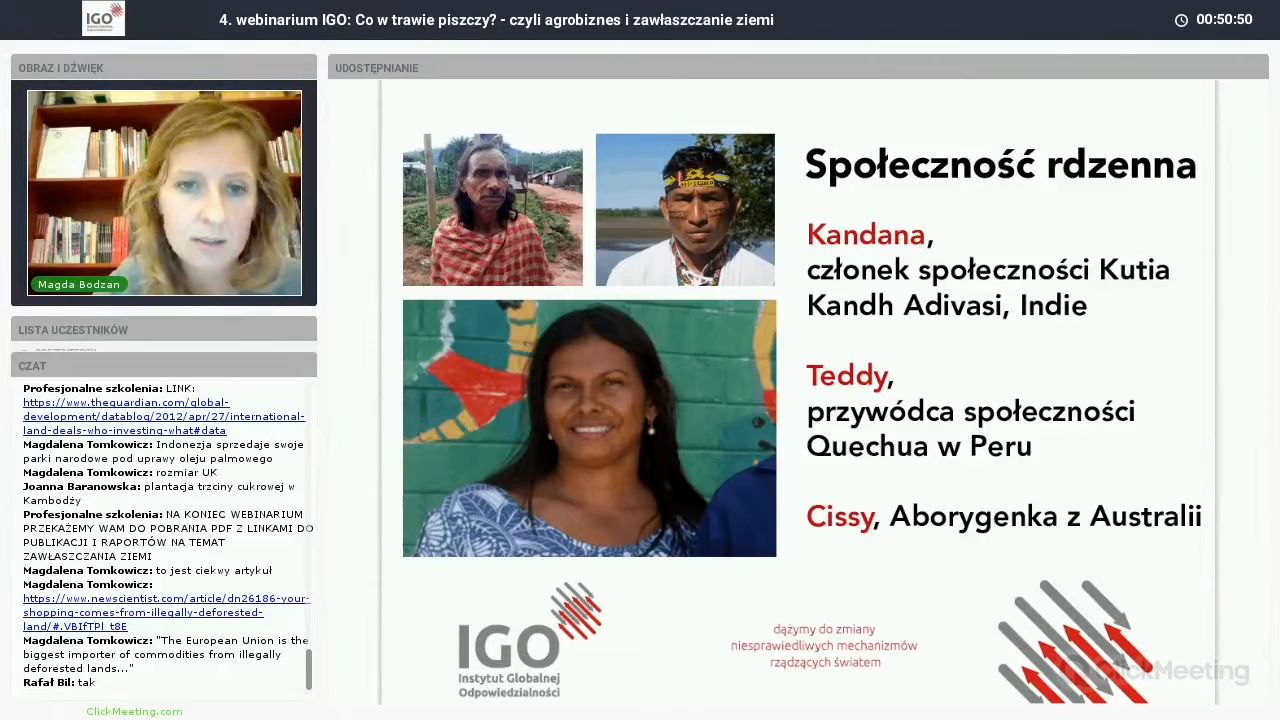 IGO
4. webinarium IGO: Co w trawie piszczy? - czyli agrobiznes i zawłaszczanie ziemi
00:50:50
OBRAZ I DŹWIĘK
Magda Bodzan
LISTA UCZESTNIKÓW
CZAT
Profesjonalne szkolenia: LINK:
https://www.theguardian.com/global-
development/datablog/2012/apr/27/international-
land-deals-who-investing-what#data
Magdalena Tomkowicz: Indonezja sprzedaje swoje
parki narodowe pod uprawy oleju palmowego
Magdalena Tomkowicz: rozmiar UK
Joanna Baranowska: plantacja trzciny cukrowej w
Kambodży
Profesjonalne szkolenia: NA KONIEC WEBINARIUM
PRZEKAŻEMY WAM DO POBRANIA PDF Z LINKAMI DO
PUBLIKACJI I RAPORTÓW NA TEMAT
ZAWŁASZCZANIA ZIEMI
Magdalena Tomkowicz: to jest ciekwy artykuł
Magdalena Tomkowicz:
https://www.newscientist.com/article/dn26186-your-
shopping-comes-from-illegally-deforested-
land/#.VBIfTPl_t8E
Magdalena Tomkowicz: "The European Union is the
biggest importer of commodities from illegally
deforested lands..."
Rafał Bil: tak
ClickMeeting.com
UDOSTĘPNIANIE
Społeczność rdzenna
Kandana,
członek społeczności Kutia
Kandh Adivasi, Indie
Teddy,
przywódca społeczności
Quechua w Peru
Cissy, Aborygenka z Australii
IGO
Instytut Globalnej
Odpowiedzialności
dążymy do zmiany
niesprawiedliwych mechanizmów
rządzących światem
ClickMeeting